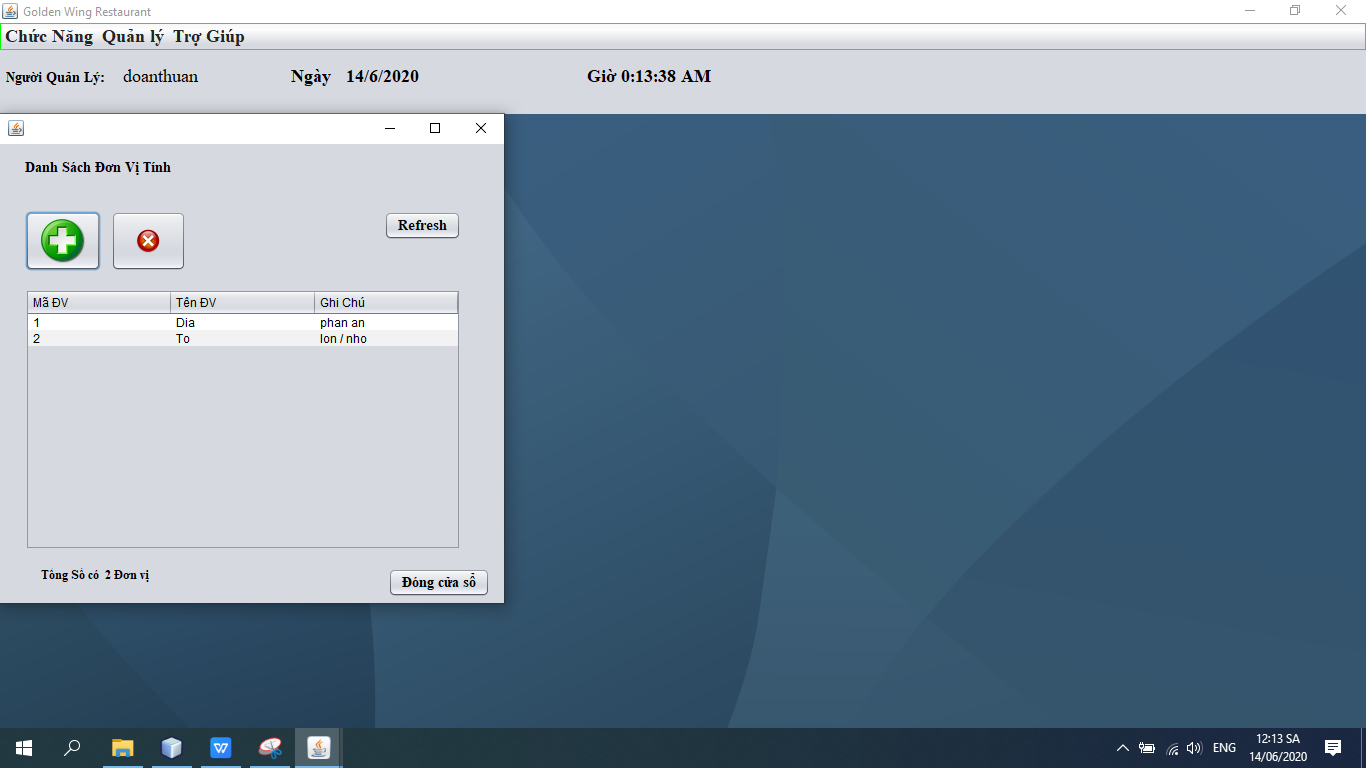 Golden Wing Restaurant
Chức Năng Quản lý Trợ Giúp
Người Quản Lý: doanthuan Ngày 14/6/2020 Giờ 0:13:38 AM
Danh Sách Đơn Vị Tính
Refresh
Mã ĐV Tên ĐV Ghi Chú
1 Dia phan an
2 To lon / nho
Tổng Số có 2 Đơn vị
Đóng cửa sổ
ENG
12:13 SA
14/06/2020